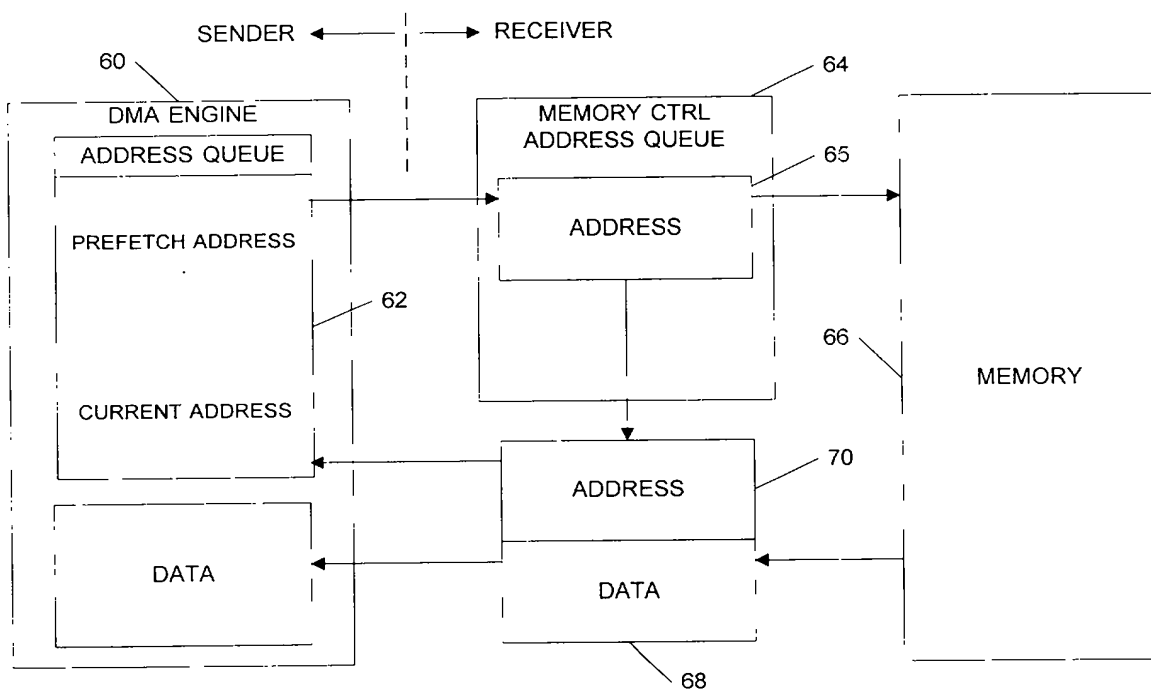 SENDER
RECEIVER
60
64
DMA ENGINE
ADDRESS QUEUE
MEMORY CTRL
ADDRESS QUEUE
65
PREFETCH ADDRESS
ADDRESS
62
66
MEMORY
CURRENT ADDRESS
ADDRESS
70
DATA
DATA
68